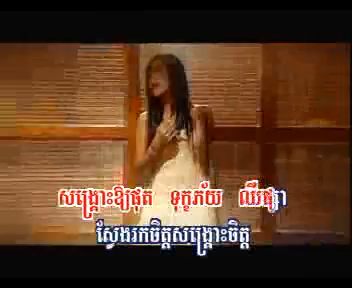 សង្គ្រោះឱ្យផុត ទុក្ខភ័យ ឈឺផ្សា
ស្វែងរកចិត្តសង្គ្រោះចិត្ត